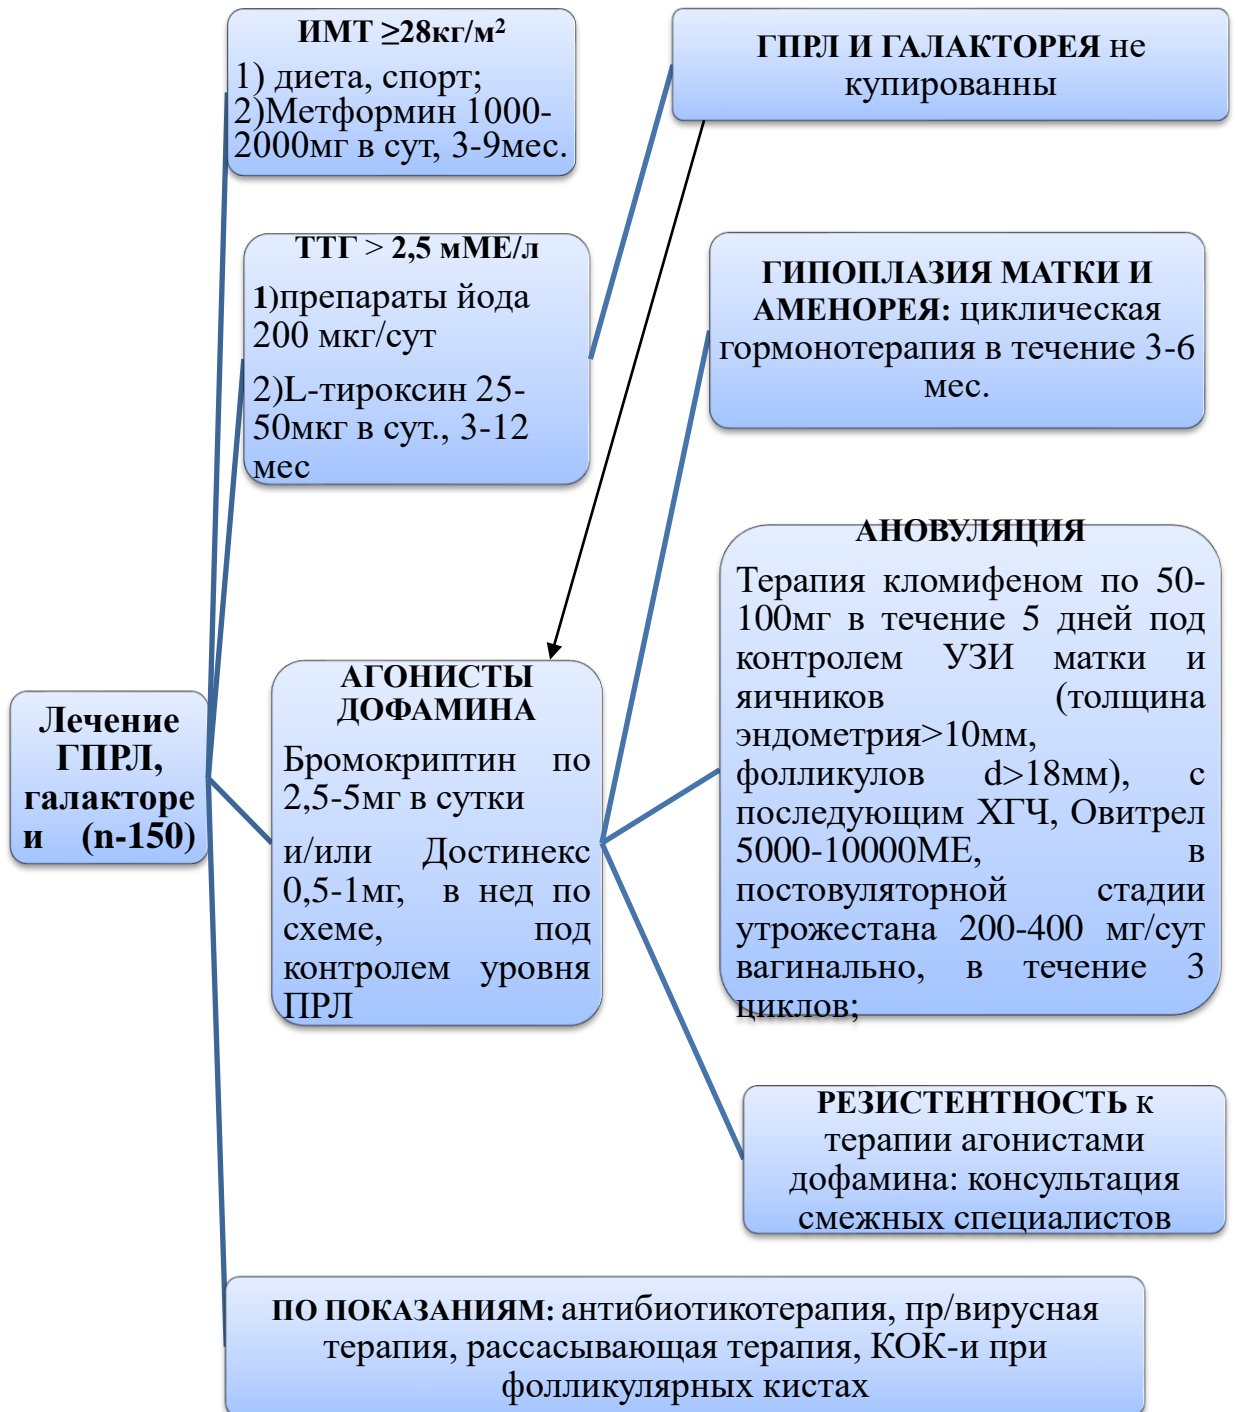 ИМТ ≥28кг/м²
1) диета, спорт;
2)Метформин 1000-
2000мг в сут, 3-9мес.
ГПРЛ И ГАЛАКТОРЕЯ не
купированны
ТТГ > 2,5 мМЕ/л
1)препараты йода
200 мкг/сут
2)L-тироксин 25-
50мкг в сут., 3-12
мес
ГИПОПЛАЗИЯ МАТКИ И
АМЕНОРЕЯ: циклическая
гормонотерапия в течение 3-6
мес.
Лечение
ГПРЛ,
галакторе
и (n-150)
АГОНИСТЫ
ДОФАМИНА
Бромокриптин по
2,5-5мг в сутки
и/или Достинекс
0,5-1мг, в нед по
схеме, под
контролем уровня
ПРЛ
АНОВУЛЯЦИЯ
Терапия кломифеном по 50-
100мг в течение 5 дней под
контролем УЗИ матки и
яичников (толщина
эндометрия>10мм,
фолликулов d>18мм), с
последующим ХГЧ, Овитрел
5000-10000МЕ, в
постовуляторной стадии
утрожестана 200-400 мг/сут
вагинально, в течение 3
циклов;
РЕЗИСТЕНТНОСТЬ к
терапии агонистами
дофамина: консультация
смежных специалистов
ПО ПОКАЗАНИЯМ: антибиотикотерапия, пр/вирусная
терапия, рассасывающая терапия, КОК-и при
фолликулярных кистах